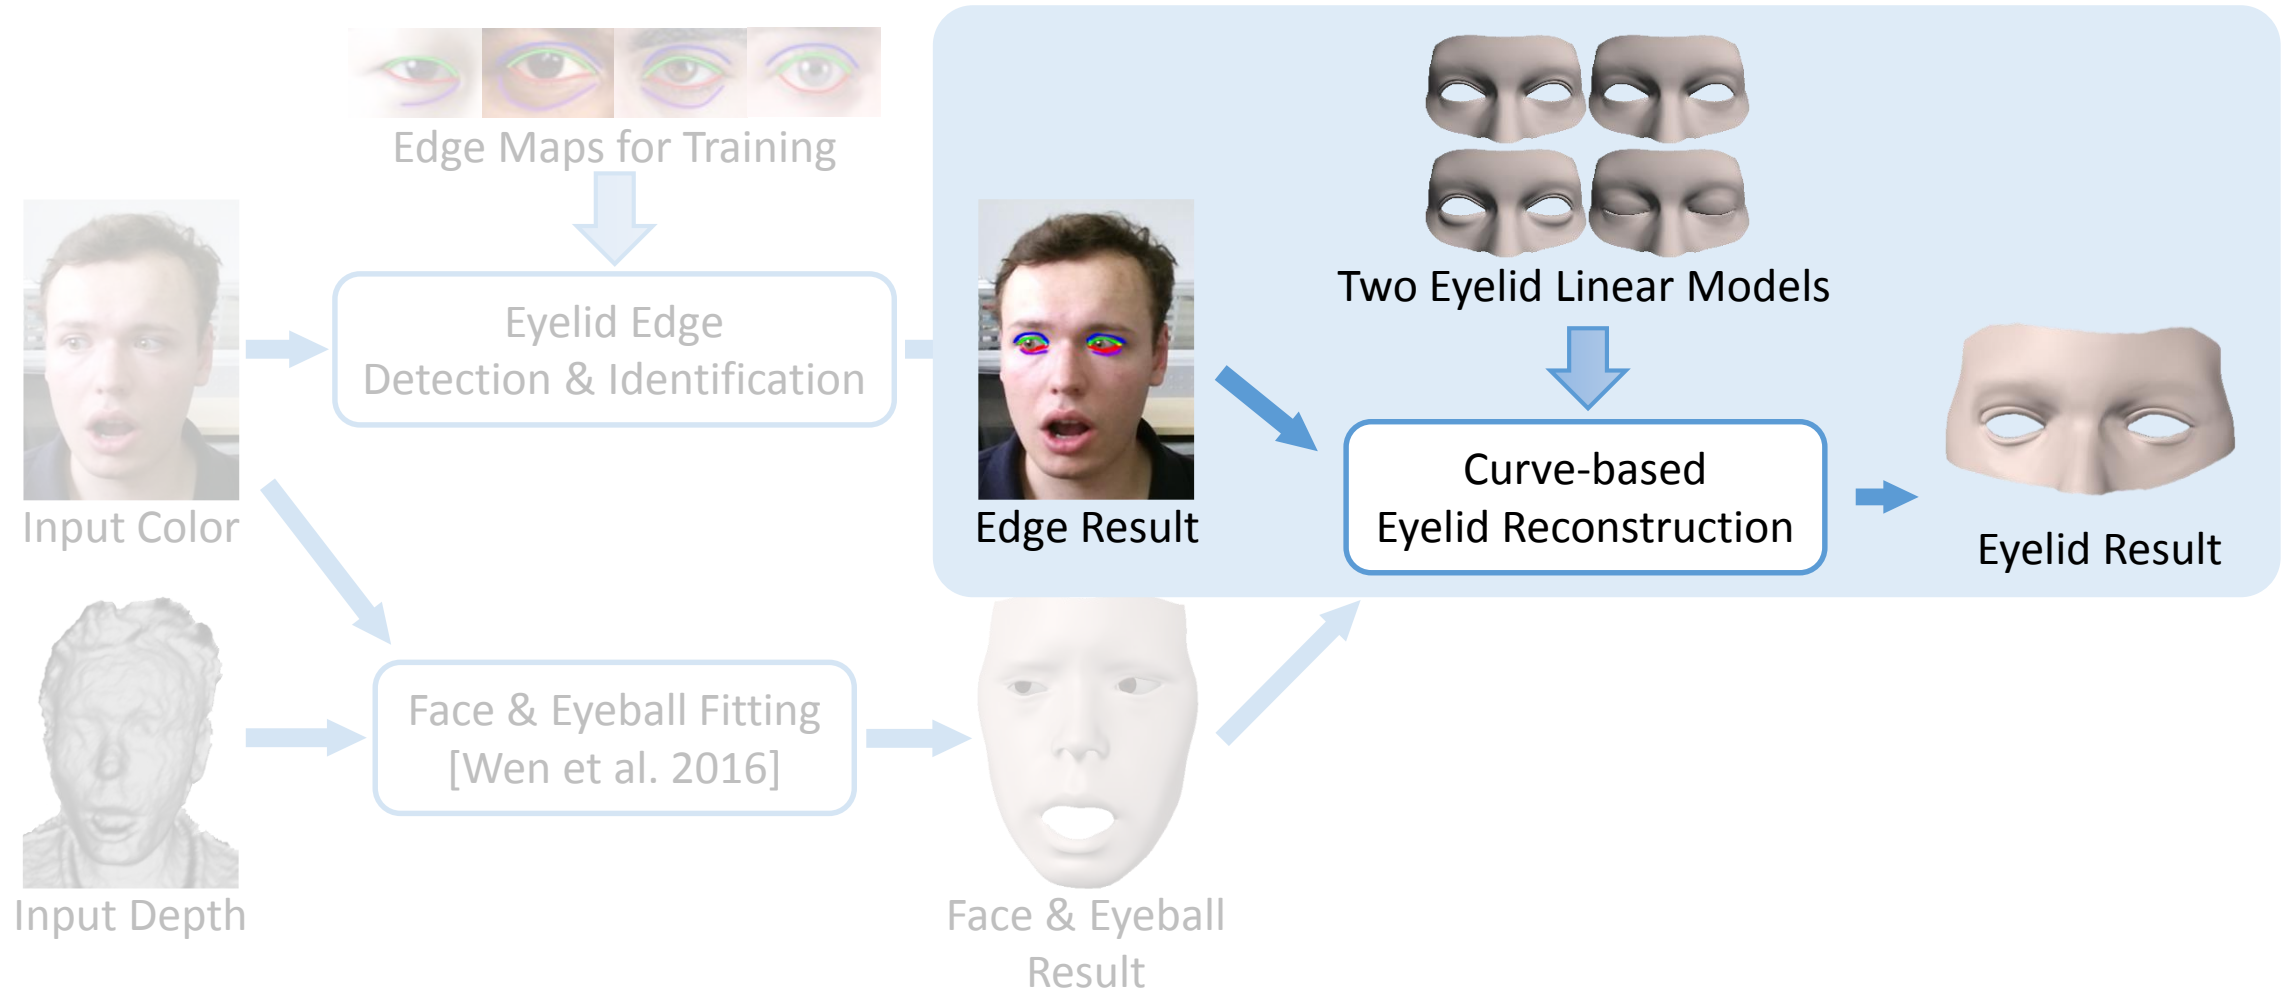 Edge Maps for Training
Eyelid Edge
Detection & Identification
Input Color
Input Depth
Face & Eyeball Fitting
[Wen et al. 2016]
Face & Eyeball
Result
Edge Result
Two Eyelid Linear Models
Curve-based
Eyelid Reconstruction
Eyelid Result